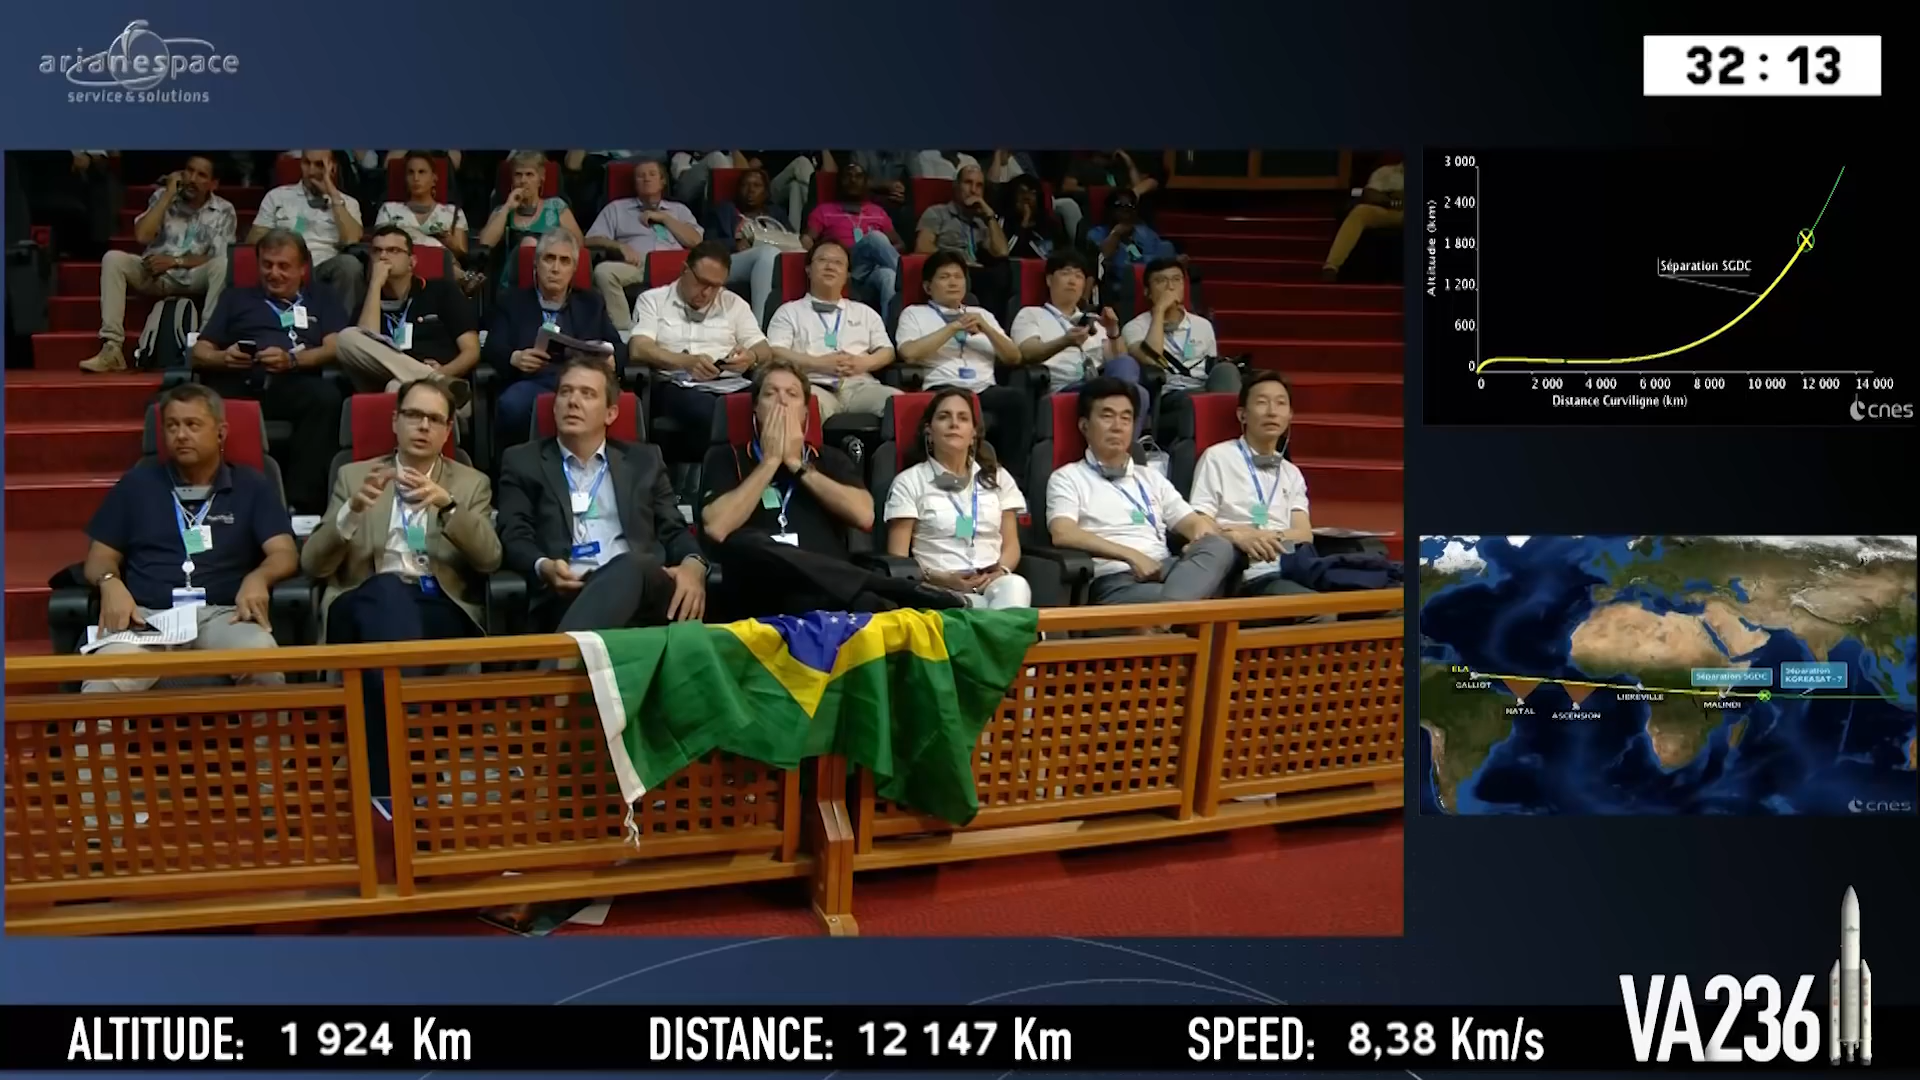 arianespace
service & solutions
32:13
3 000
2 400
1 800
1 200
600
0
Altitude (km)
Séparation SGDC
0
2 000
4 000
6 000
8 000
10 000
12 000
14 000
Distance Curviligne (km)
cnes
ELA
GALLIOT
NATAL
ASCENSION
LIBREVILLE
MALINDI
Séparation SGDC
Séparation
KOREASAT-7
cnes
VA236
ALTITUDE: 1 924 Km
DISTANCE: 12 147 Km
SPEED: 8,38 Km/s